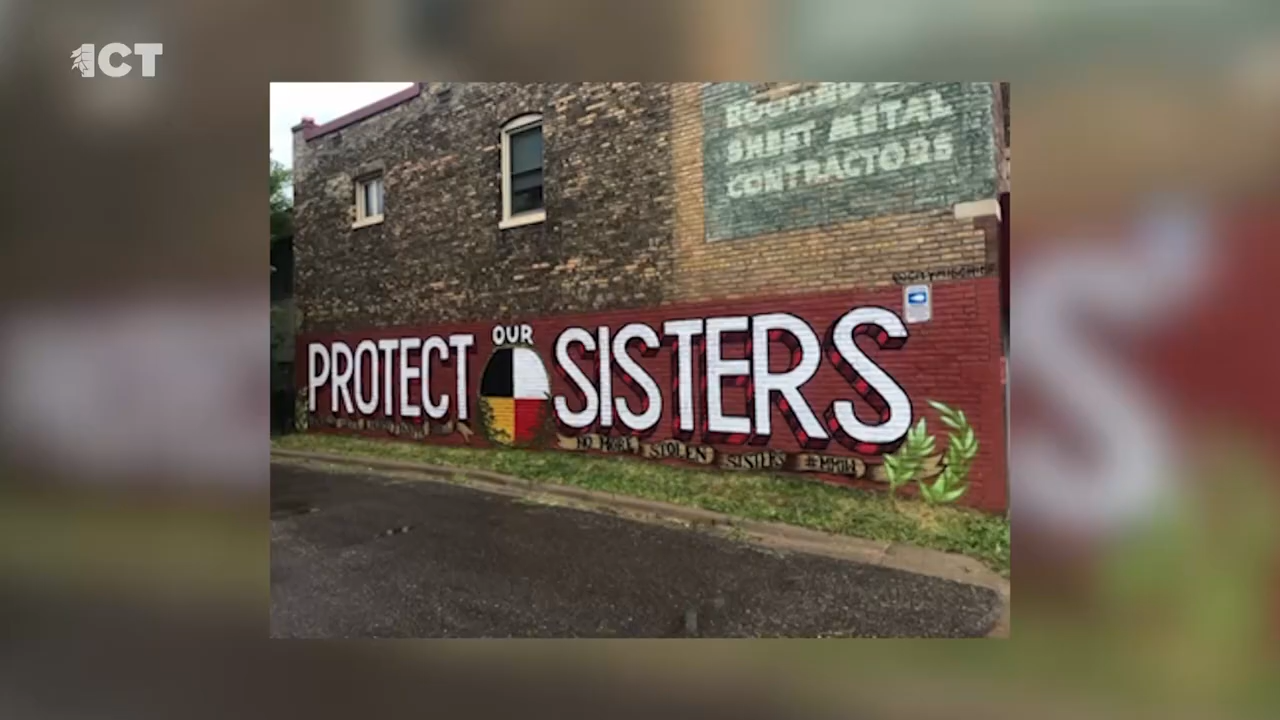 ICT
SHEET METAL
CONTRACTORS
PROTECT OUR SISTERS
NO MORE STOLEN SISTERS #MMIW